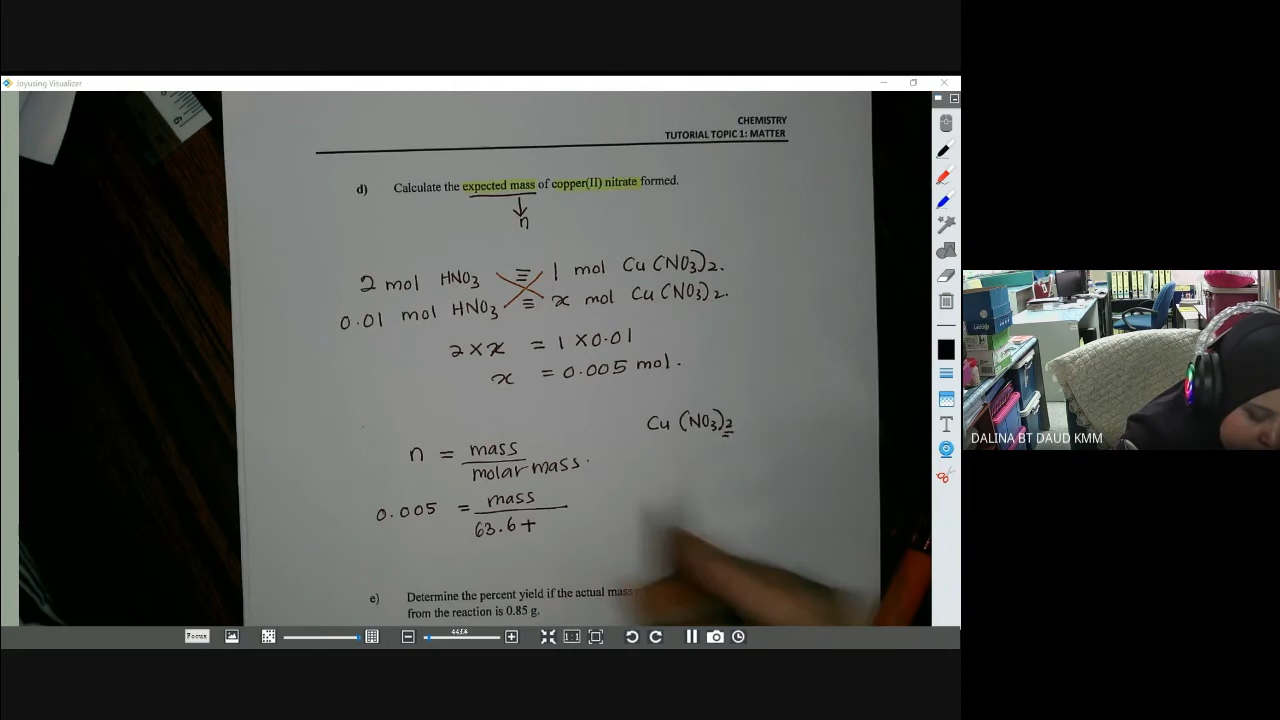 Joyusing Visualizer
CHEMISTRY
TUTORIAL TOPIC 1: MATTER
d) Calculate the expected mass of copper(II) nitrate formed.
n
2 mol HNO3 ≡ 1 mol Cu(NO3)2.
0.01 mol HNO3 ≡ x mol Cu(NO3)2.
2 × x = 1 × 0.01
x = 0.005 mol.
Cu(NO3)2
n = mass / molar mass.
0.005 = mass / 63.6+
e) Determine the percent yield if the actual mass
from the reaction is 0.85 g.
Focus
1:1
T
DALINA BT DAUD KMM